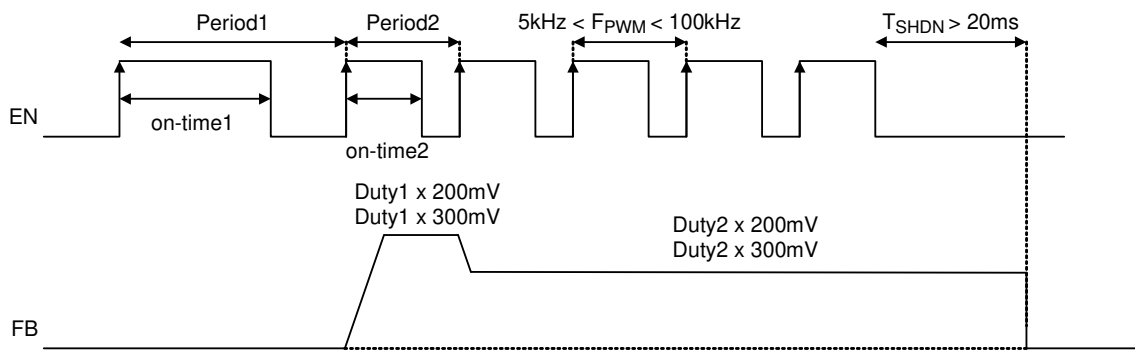 Period1
Period2
5kHz < FPWM < 100kHz
TSHDN > 20ms
EN
on-time1
on-time2
Duty1 x 200mV
Duty1 x 300mV
Duty2 x 200mV
Duty2 x 300mV
FB